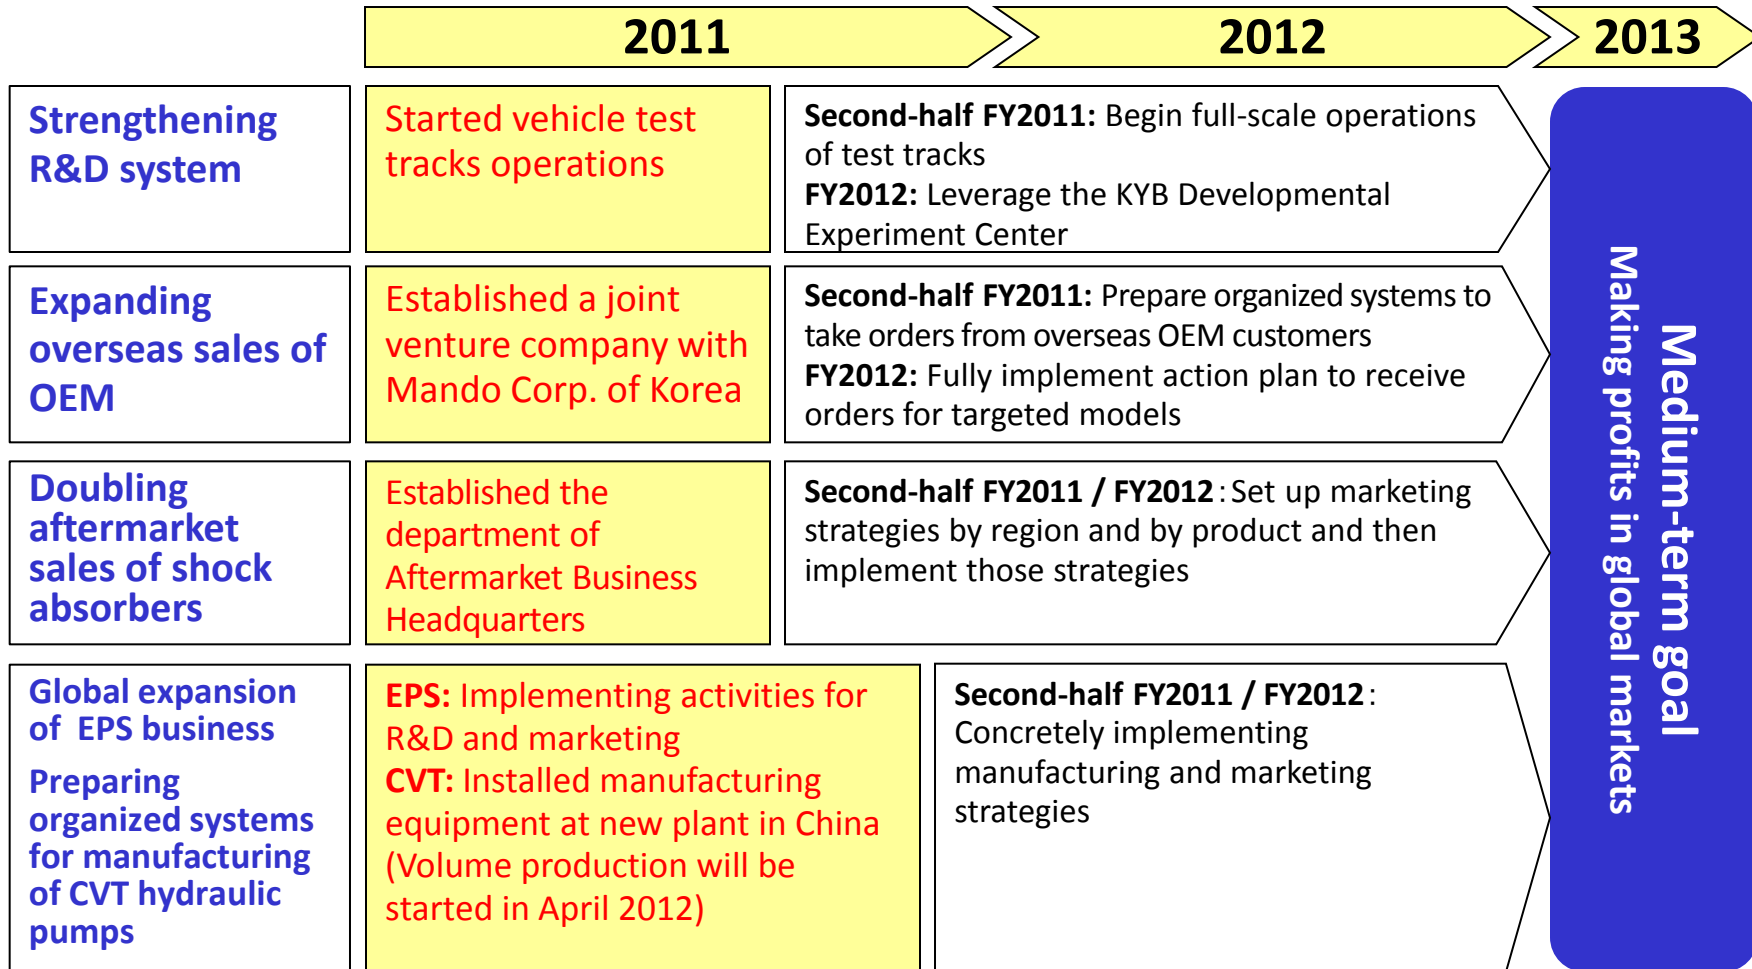 2011
2012
2013
Strengthening
R&D system
Started vehicle test
tracks operations
Second-half FY2011: Begin full-scale operations
of test tracks
FY2012: Leverage the KYB Developmental
Experiment Center
Expanding
overseas sales of
OEM
Established a joint
venture company with
Mando Corp. of Korea
Second-half FY2011: Prepare organized systems to
take orders from overseas OEM customers
FY2012: Fully implement action plan to receive
orders for targeted models
Doubling
aftermarket
sales of shock
absorbers
Established the
department of
Aftermarket Business
Headquarters
Second-half FY2011 / FY2012: Set up marketing
strategies by region and by product and then
implement those strategies
Global expansion
of EPS business
Preparing
organized systems
for manufacturing
of CVT hydraulic
pumps
EPS: Implementing activities for
R&D and marketing
CVT: Installed manufacturing
equipment at new plant in China
(Volume production will be
started in April 2012)
Second-half FY2011 / FY2012:
Concretely implementing
manufacturing and marketing
strategies
Medium-term goal
Making profits in global markets